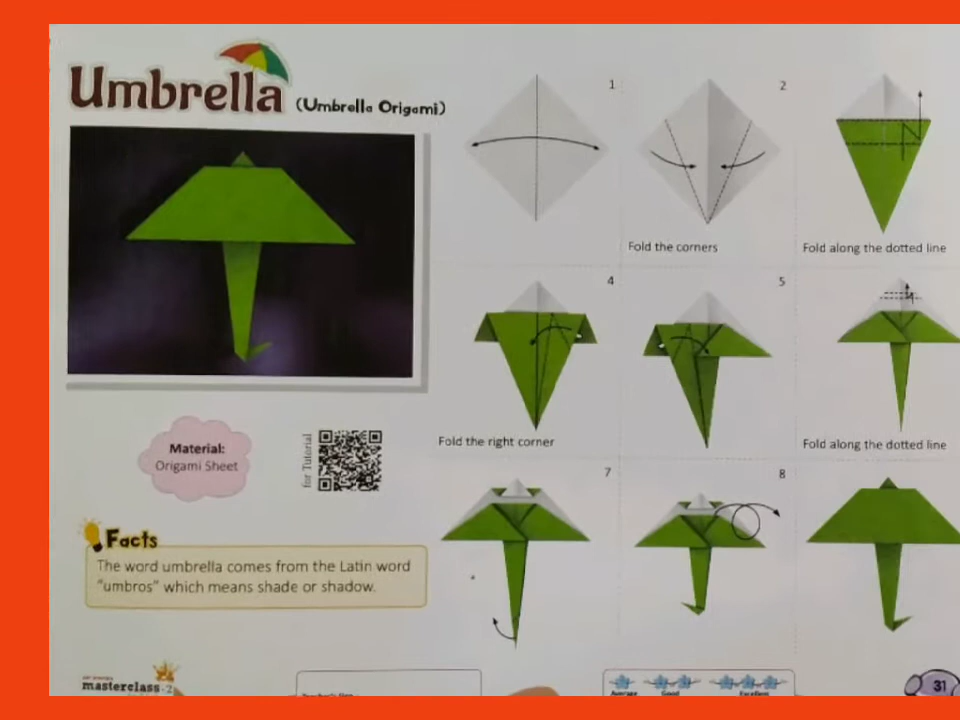 Umbrella (Umbrella Origami)
1
2
Fold the corners
Fold along the dotted line
4
5
Fold the right corner
Fold along the dotted line
7
8
Material:
Origami Sheet
for Tutorial
Facts
The word umbrella comes from the Latin word
"umbros" which means shade or shadow.
masterclass-2
Average Good Excellent
31